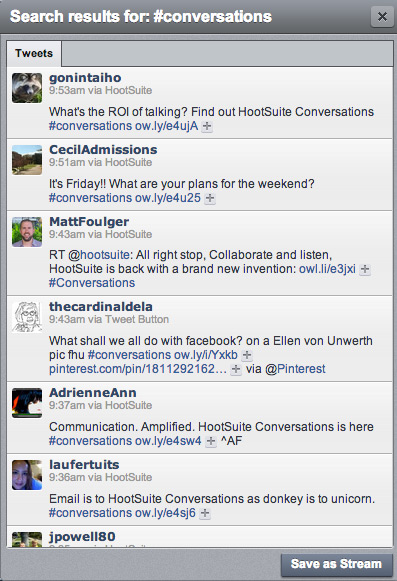 Search results for: #conversations
Tweets
gonintaiho
9:53am via HootSuite
What's the ROI of talking? Find out HootSuite Conversations
#conversations ow.ly/e4ujA
CecilAdmissions
9:51am via HootSuite
It's Friday!! What are your plans for the weekend?
#conversations ow.ly/e4u25
MattFoulger
9:43am via HootSuite
RT @hootsuite: All right stop, Collaborate and listen,
HootSuite is back with a brand new invention: owl.li/e3jxi
#Conversations
thecardinaldela
9:43am via Tweet Button
What shall we all do with facebook? on a Ellen von Unwerth
pic fhu #conversations ow.ly/i/Yxkb
pinterest.com/pin/1811292162... via @Pinterest
AdrienneAnn
9:37am via HootSuite
Communication. Amplified. HootSuite Conversations is here
#conversations ow.ly/e4sw4 ^AF
laufertuits
9:36am via HootSuite
Email is to HootSuite Conversations as donkey is to unicorn.
#conversations ow.ly/e4sj6
jpowell80
Save as Stream